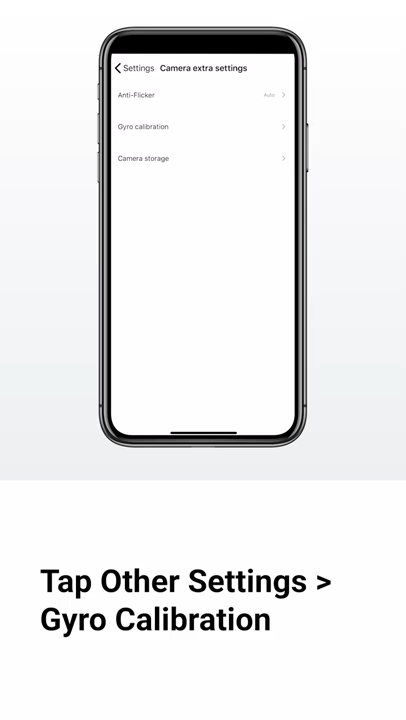 Settings Camera extra settings
Anti-Flicker Auto
Gyro calibration
Camera storage
Tap Other Settings >
Gyro Calibration